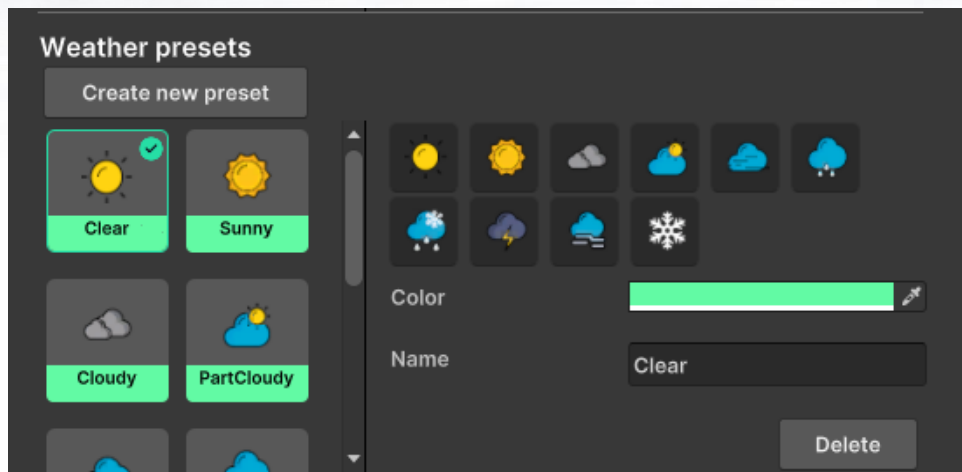 Weather presets
Create new preset
Clear
Sunny
Cloudy
PartCloudy
Color
Name
Clear
Delete